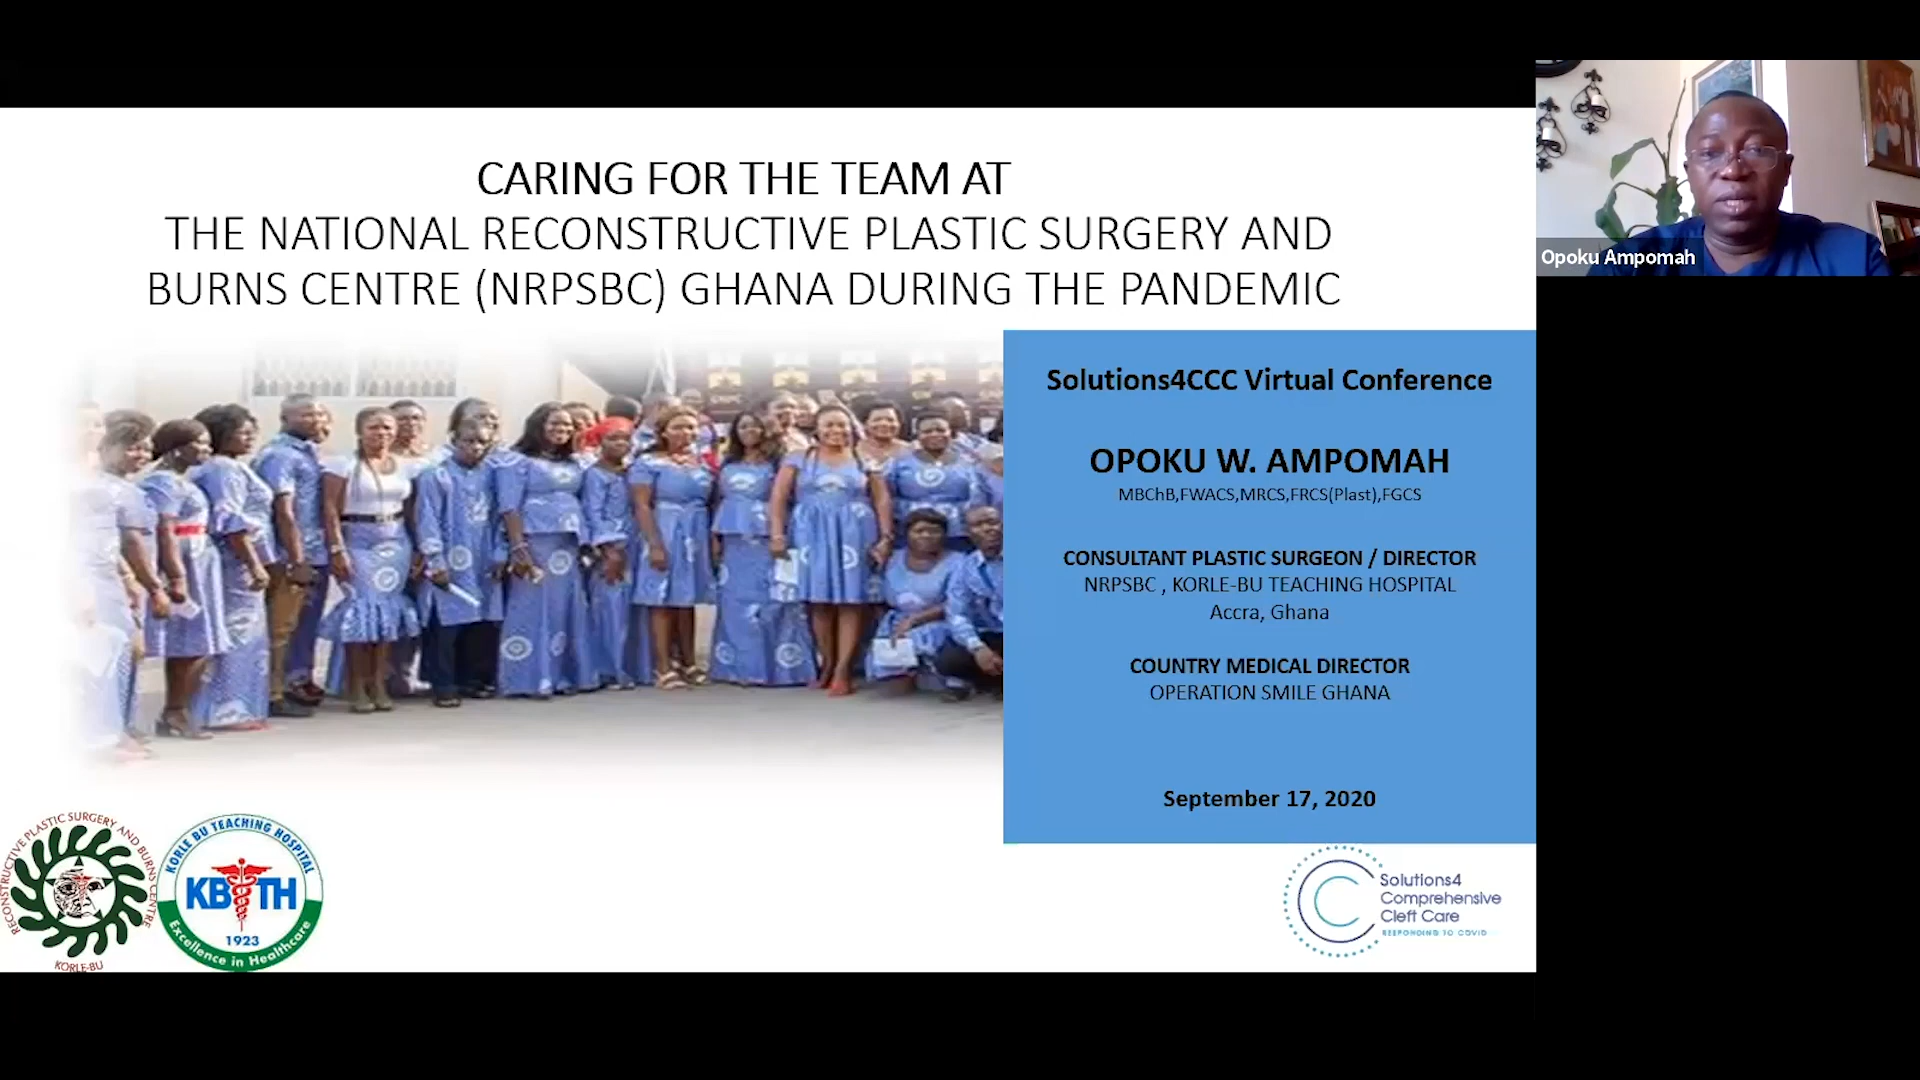 CARING FOR THE TEAM AT
THE NATIONAL RECONSTRUCTIVE PLASTIC SURGERY AND
BURNS CENTRE (NRPSBC) GHANA DURING THE PANDEMIC
Opoku Ampomah
Solutions4CCC Virtual Conference
OPOKU W. AMPOMAH
MBChB,FWACS,MRCS,FRCS(Plast),FGCS
CONSULTANT PLASTIC SURGEON / DIRECTOR
NRPSBC , KORLE-BU TEACHING HOSPITAL
Accra, Ghana
COUNTRY MEDICAL DIRECTOR
OPERATION SMILE GHANA
September 17, 2020
RECONSTRUCTIVE PLASTIC SURGERY AND BURNS CENTRE
KORLE-BU
KORLE BU TEACHING HOSPITAL
KBTH
1923
Excellence in Healthcare
Solutions4
Comprehensive
Cleft Care
RESPONDING TO COVID